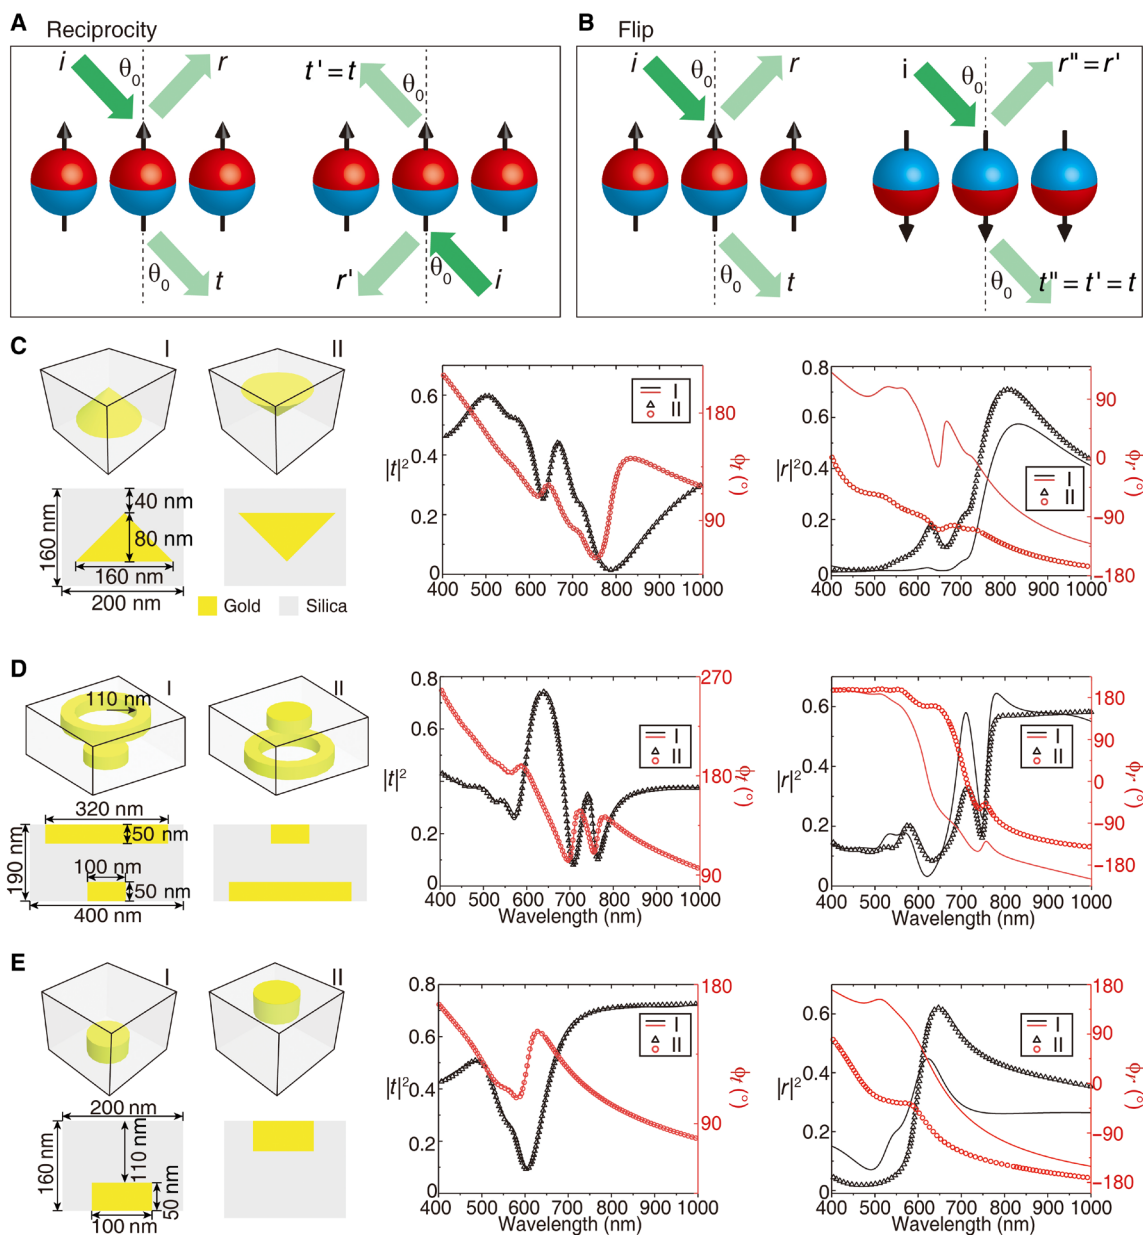 A Reciprocity
i θ0 r
t' = t θ0
θ0 t
r' θ0 i
B Flip
i θ0 r
i θ0 r" = r'
θ0 t
θ0 t" = t' = t
C
I II
160 nm
40 nm
80 nm
160 nm
200 nm
Gold Silica
|t|²
0.6
0.4
0.2
0
400 500 600 700 800 900 1000
180
90
ϕt (°)
I
II
|r|²
0.8
0.6
0.4
0.2
0
400 500 600 700 800 900 1000
90
0
−90
−180
ϕr (°)
I
II
D
I II
110 nm
320 nm
190 nm
50 nm
100 nm
50 nm
400 nm
|t|²
0.8
0.6
0.4
0.2
0
400 500 600 700 800 900 1000
Wavelength (nm)
270
180
90
ϕt (°)
I
II
|r|²
0.6
0.4
0.2
0
400 500 600 700 800 900 1000
Wavelength (nm)
180
90
0
−90
−180
ϕr (°)
I
II
E
I II
200 nm
160 nm
110 nm
50 nm
100 nm
|t|²
0.8
0.6
0.4
0.2
0
400 500 600 700 800 900 1000
Wavelength (nm)
180
90
ϕt (°)
I
II
|r|²
0.8
0.6
0.4
0.2
0
400 500 600 700 800 900 1000
Wavelength (nm)
180
90
0
−90
−180
ϕr (°)
I
II